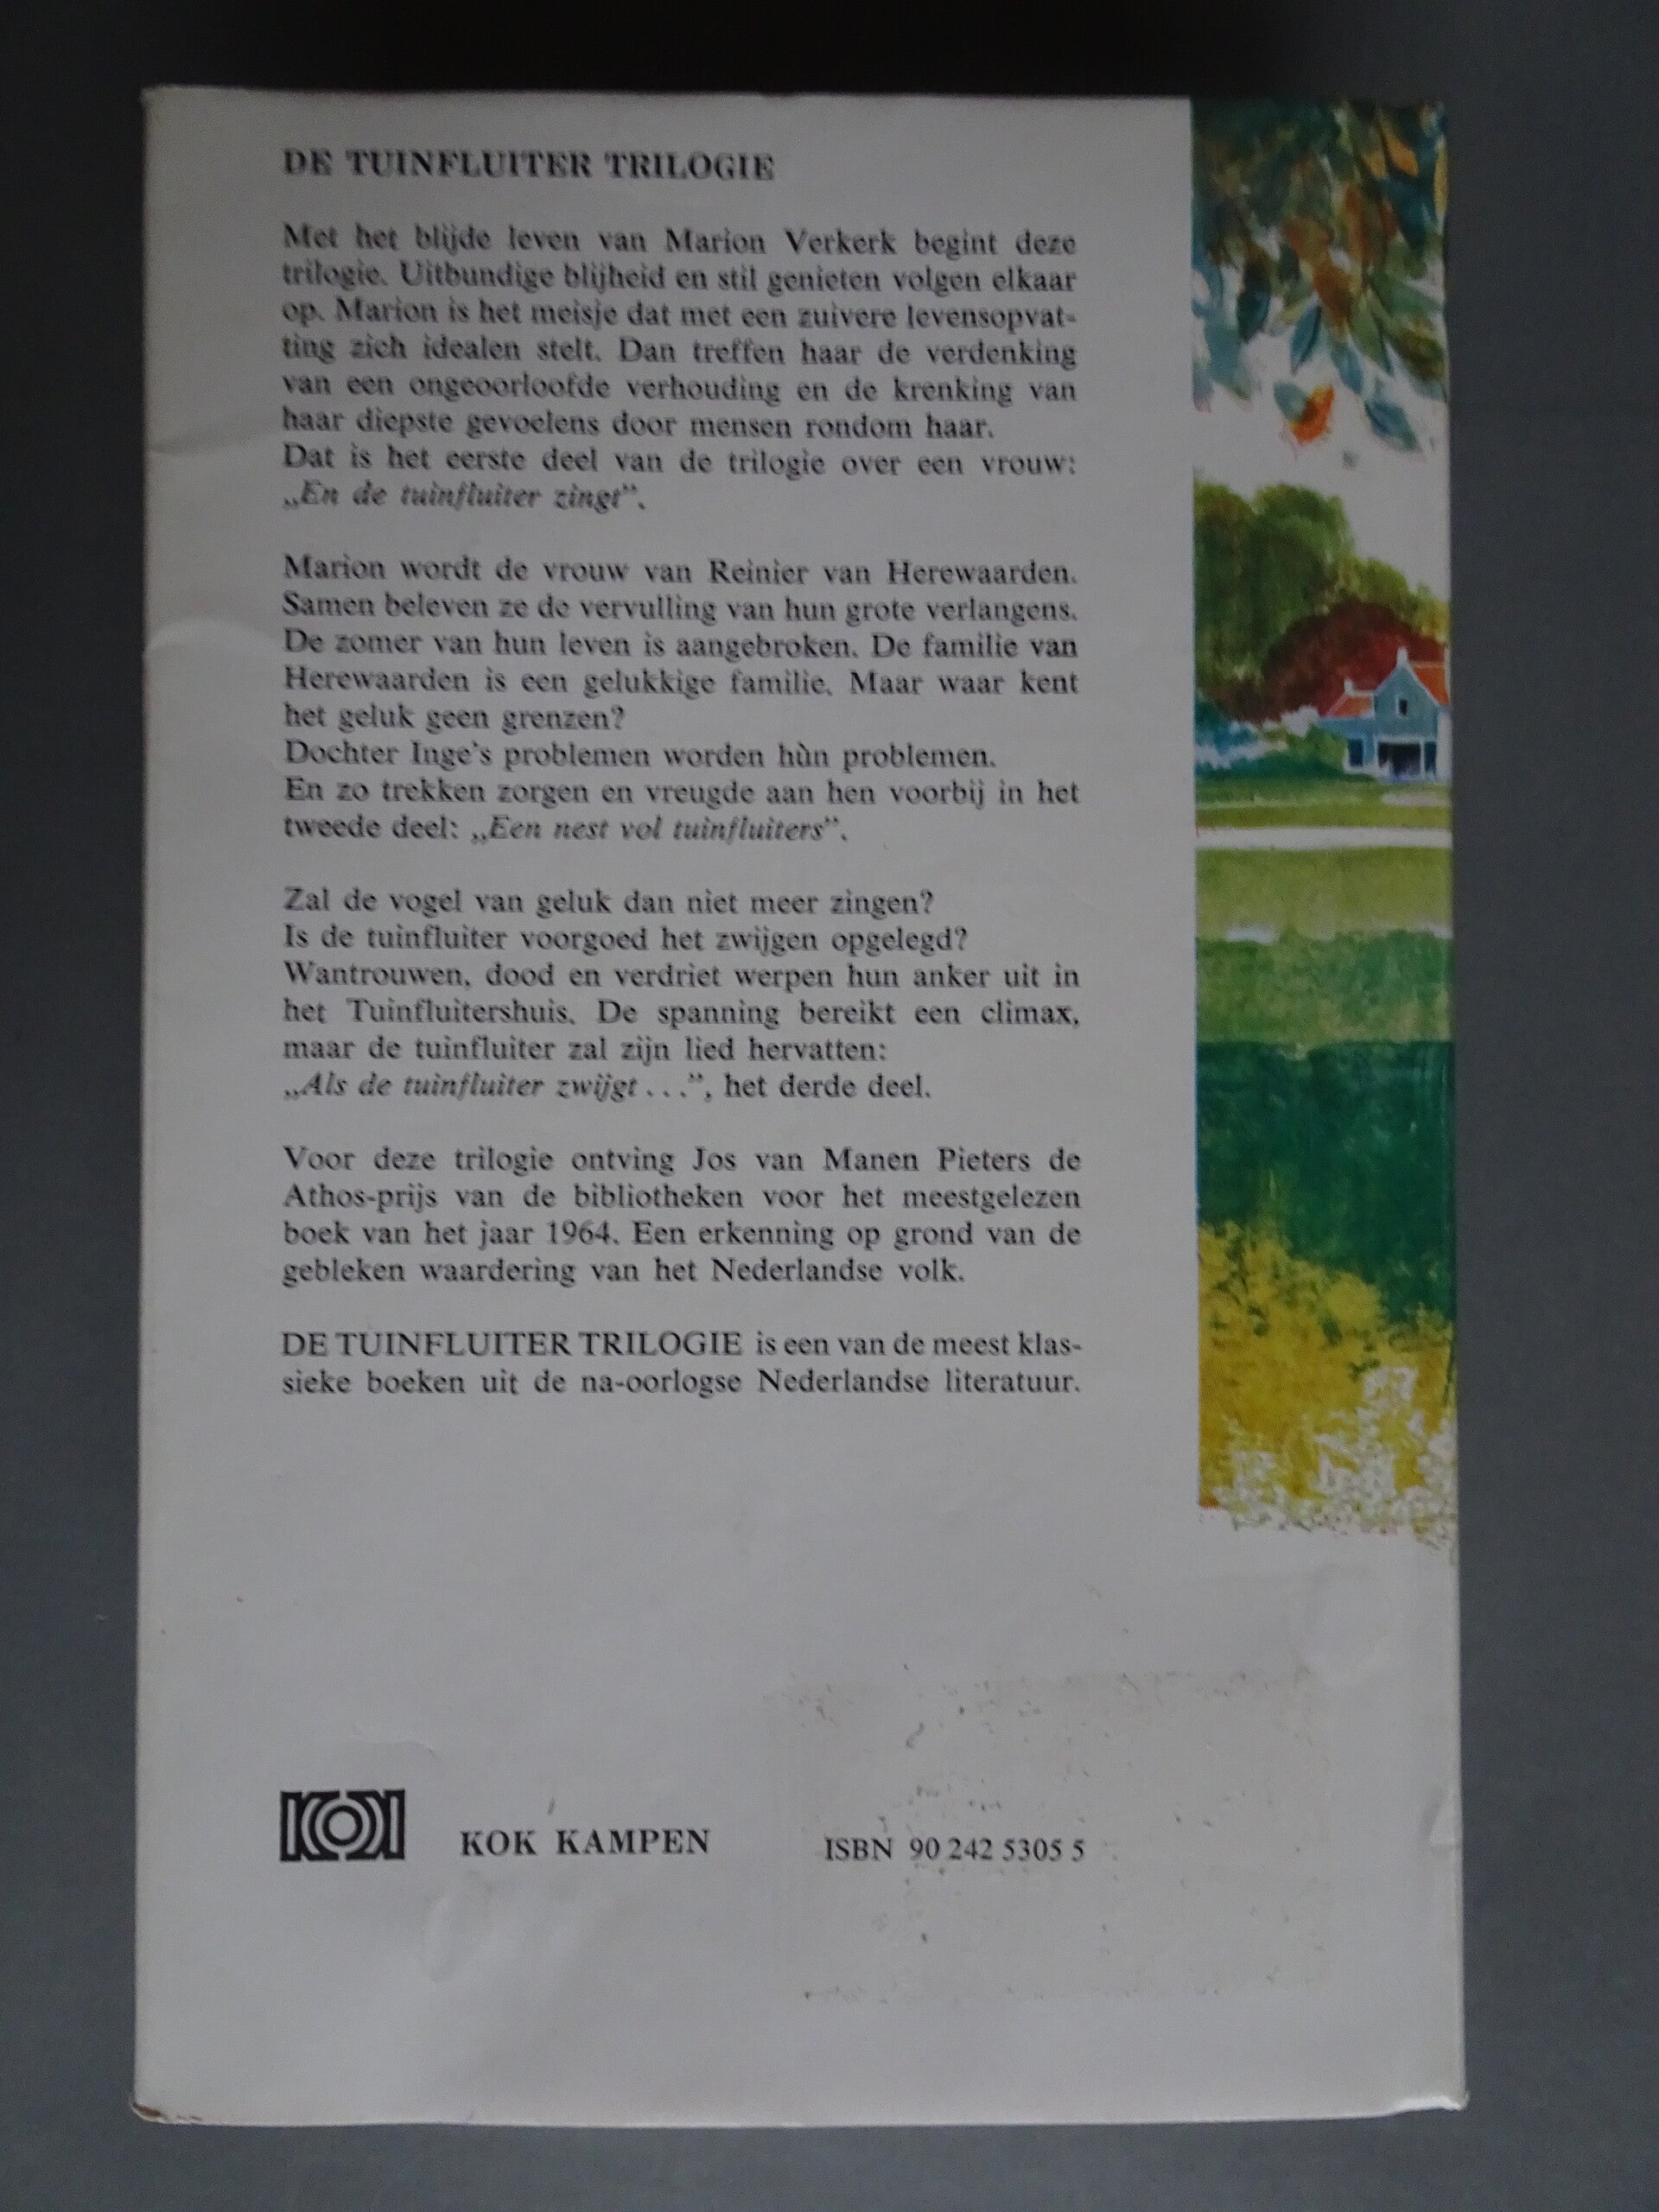 DE TUINFLUITER TRILOGIE
Met het blijde leven van Marion Verkerk begint deze
trilogie. Uitbundige blijheid en stil genieten volgen elkaar
op. Marion is het meisje dat met een zuivere levensopvat-
ting zich idealen stelt. Dan treffen haar de verdenking
van een ongeoorloofde verhouding en de krenking van
haar diepste gevoelens door mensen rondom haar.
Dat is het eerste deel van de trilogie over een vrouw:
„En de tuinfluiter zingt”.
Marion wordt de vrouw van Reinier van Herewaarden.
Samen beleven ze de vervulling van hun grote verlangens.
De zomer van hun leven is aangebroken. De familie van
Herewaarden is een gelukkige familie. Maar waar kent
het geluk geen grenzen?
Dochter Inge's problemen worden hùn problemen.
En zo trekken zorgen en vreugde aan hen voorbij in het
tweede deel: „Een nest vol tuinfluiters”.
Zal de vogel van geluk dan niet meer zingen?
Is de tuinfluiter voorgoed het zwijgen opgelegd?
Wantrouwen, dood en verdriet werpen hun anker uit in
het Tuinfluitershuis. De spanning bereikt een climax,
maar de tuinfluiter zal zijn lied hervatten:
„Als de tuinfluiter zwijgt...”, het derde deel.
Voor deze trilogie ontving Jos van Manen Pieters de
Athos-prijs van de bibliotheken voor het meestgelezen
boek van het jaar 1964. Een erkenning op grond van de
gebleken waardering van het Nederlandse volk.
DE TUINFLUITER TRILOGIE is een van de meest klas-
sieke boeken uit de na-oorlogse Nederlandse literatuur.
KOK KOK KAMPEN ISBN 90 242 5305 5